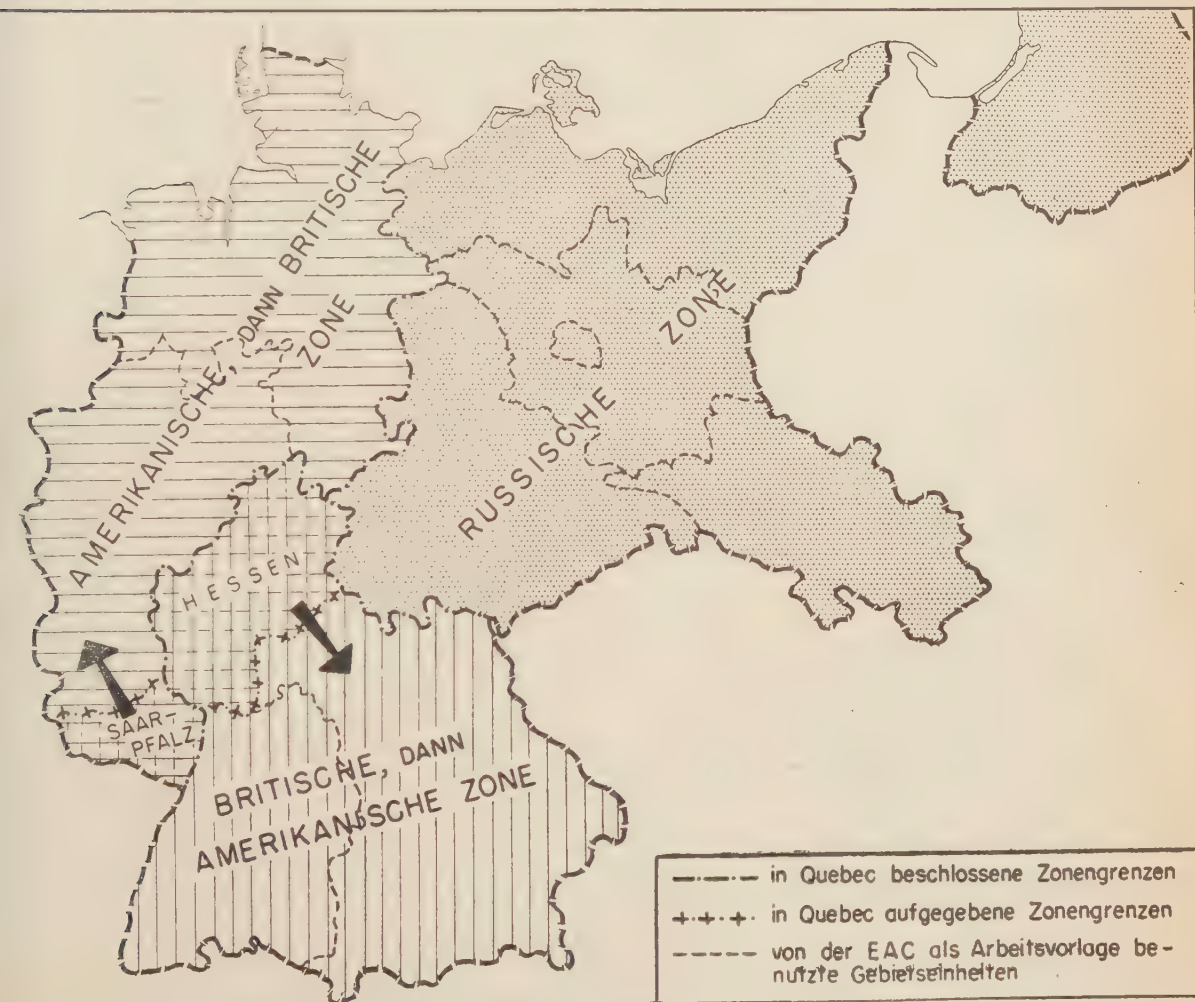 AMERIKANISCHE, DANN BRITISCHE
ZONE
RUSSISCHE ZONE
HESSEN
SAAR-
PFALZ
BRITISCHE, DANN
AMERIKANISCHE ZONE
in Quebec beschlossene Zonengrenzen
in Quebec aufgegebene Zonengrenzen
von der EAC als Arbeitsvorlage be-
nutzte Gebietseinheiten